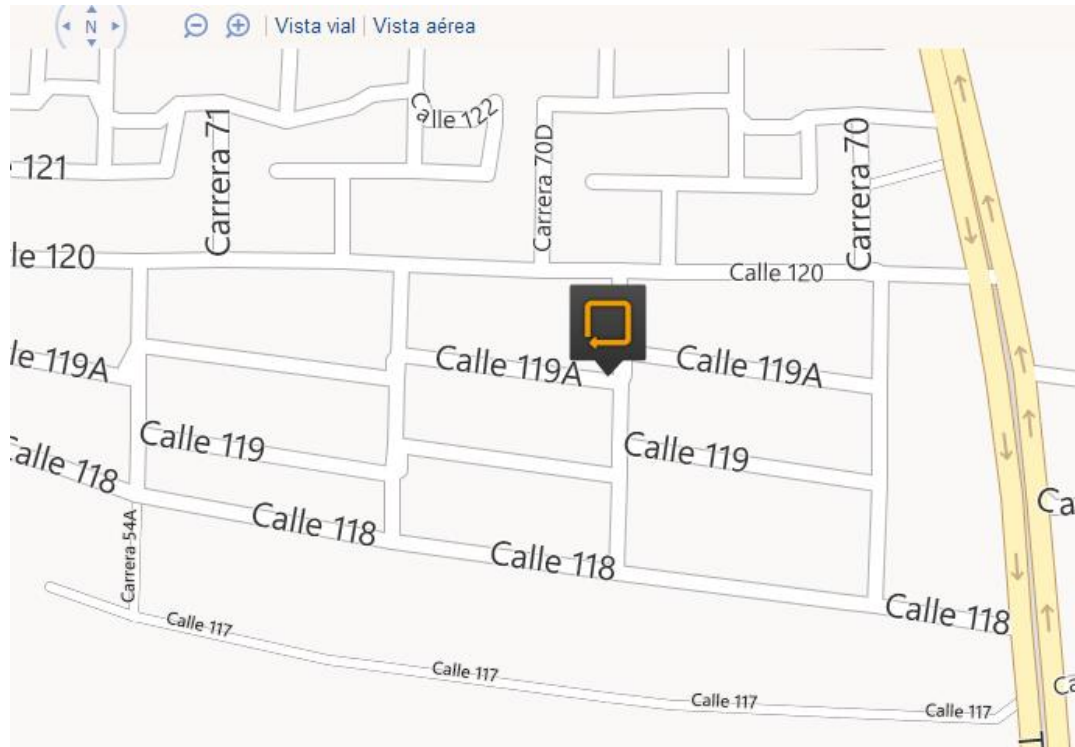 N
Vista vial | Vista aérea
Calle 122
Carrera 71
Carrera 70D
Carrera 70
121
le 120
Calle 120
le 119A
Calle 119A
Calle 119A
Calle 119
Calle 119
Calle 118
Calle 118
Calle 118
Calle 118
Carrera 54A
Calle 117
Calle 117
Calle 117
Calle 117
Ca
Ca